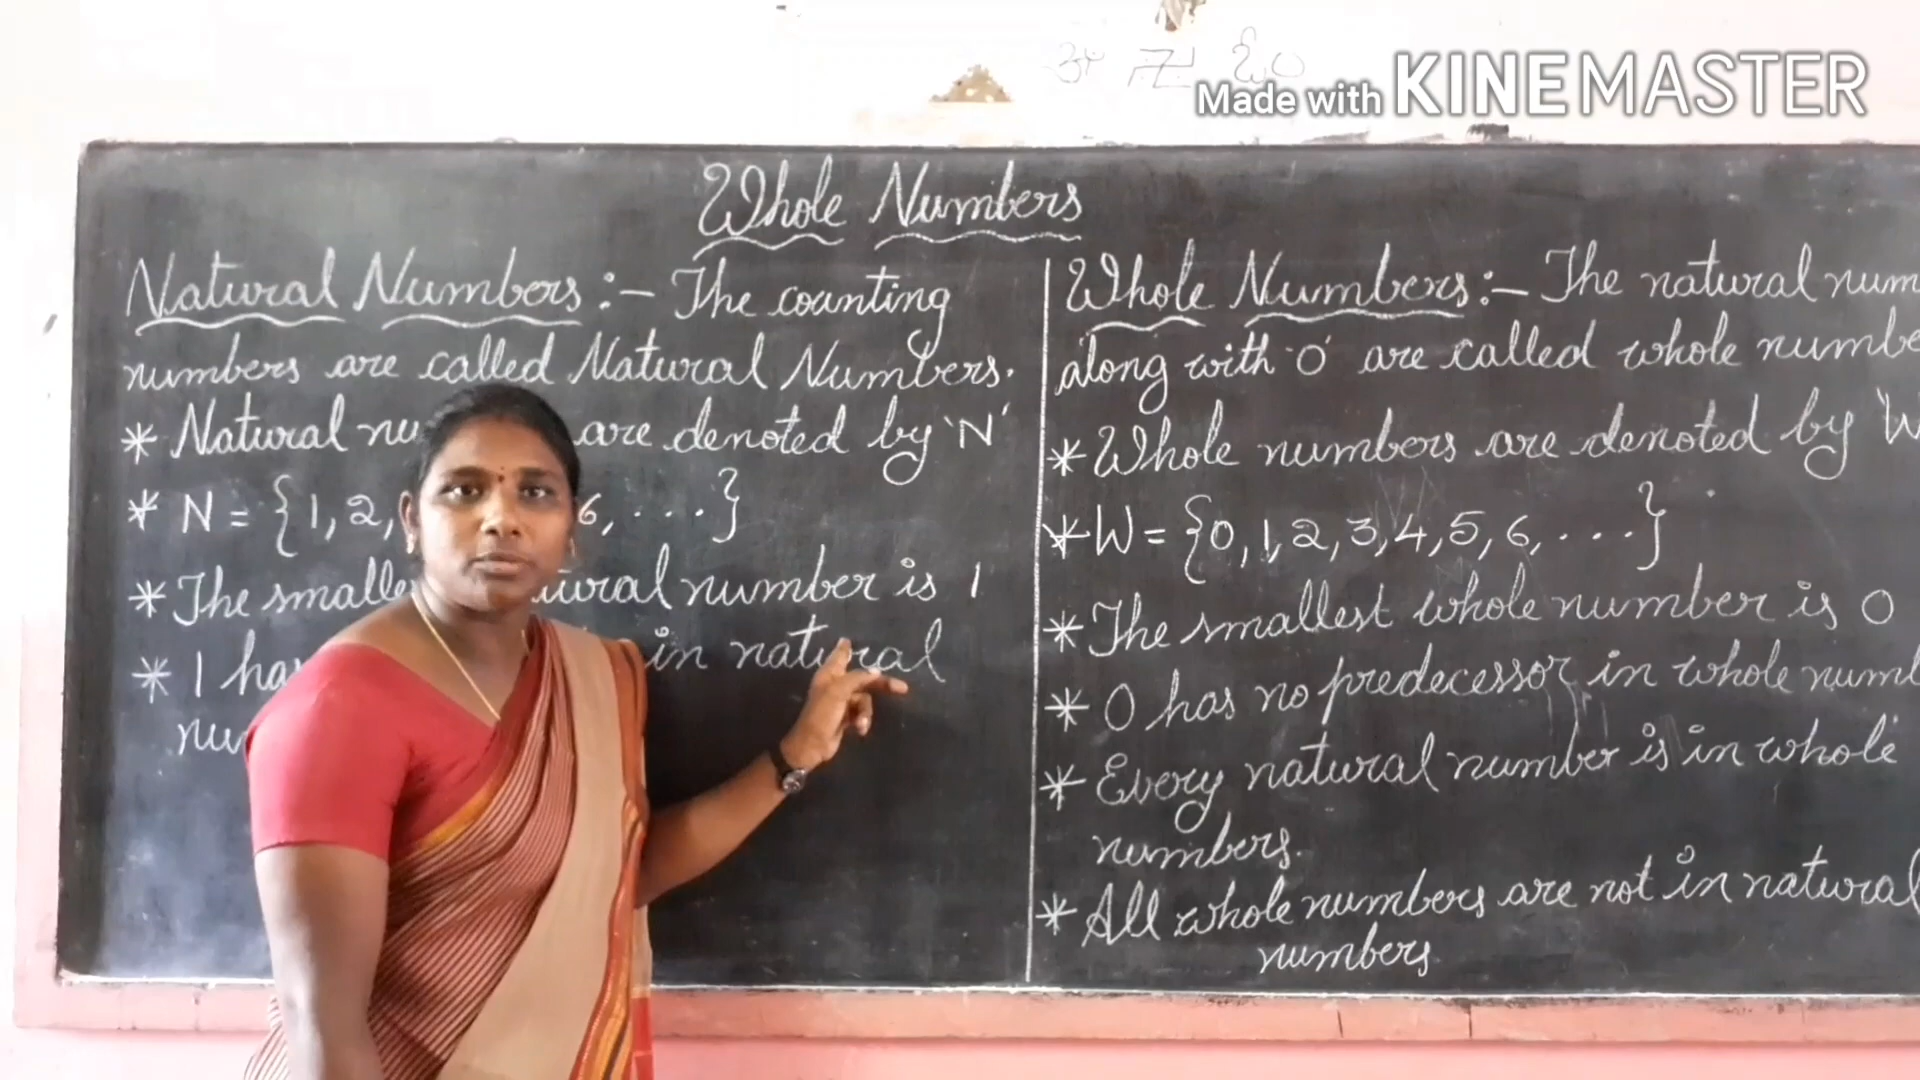 Made with KINEMASTER
Whole Numbers
Natural Numbers :- The counting
numbers are called Natural Numbers.
* Natural nu are denoted by 'N'
* N = {1, 2, 6, ....}
* The smalle tural number is 1
* 1 ha in natural
nu
Whole Numbers :- The natural num
along with '0' are called whole numbe
* Whole numbers are denoted by 'W
* W = {0, 1, 2, 3, 4, 5, 6, ....}
* The smallest whole number is 0
* 0 has no predecessor in whole numb
* Every natural number is in whole
numbers.
* All whole numbers are not in natural
numbers